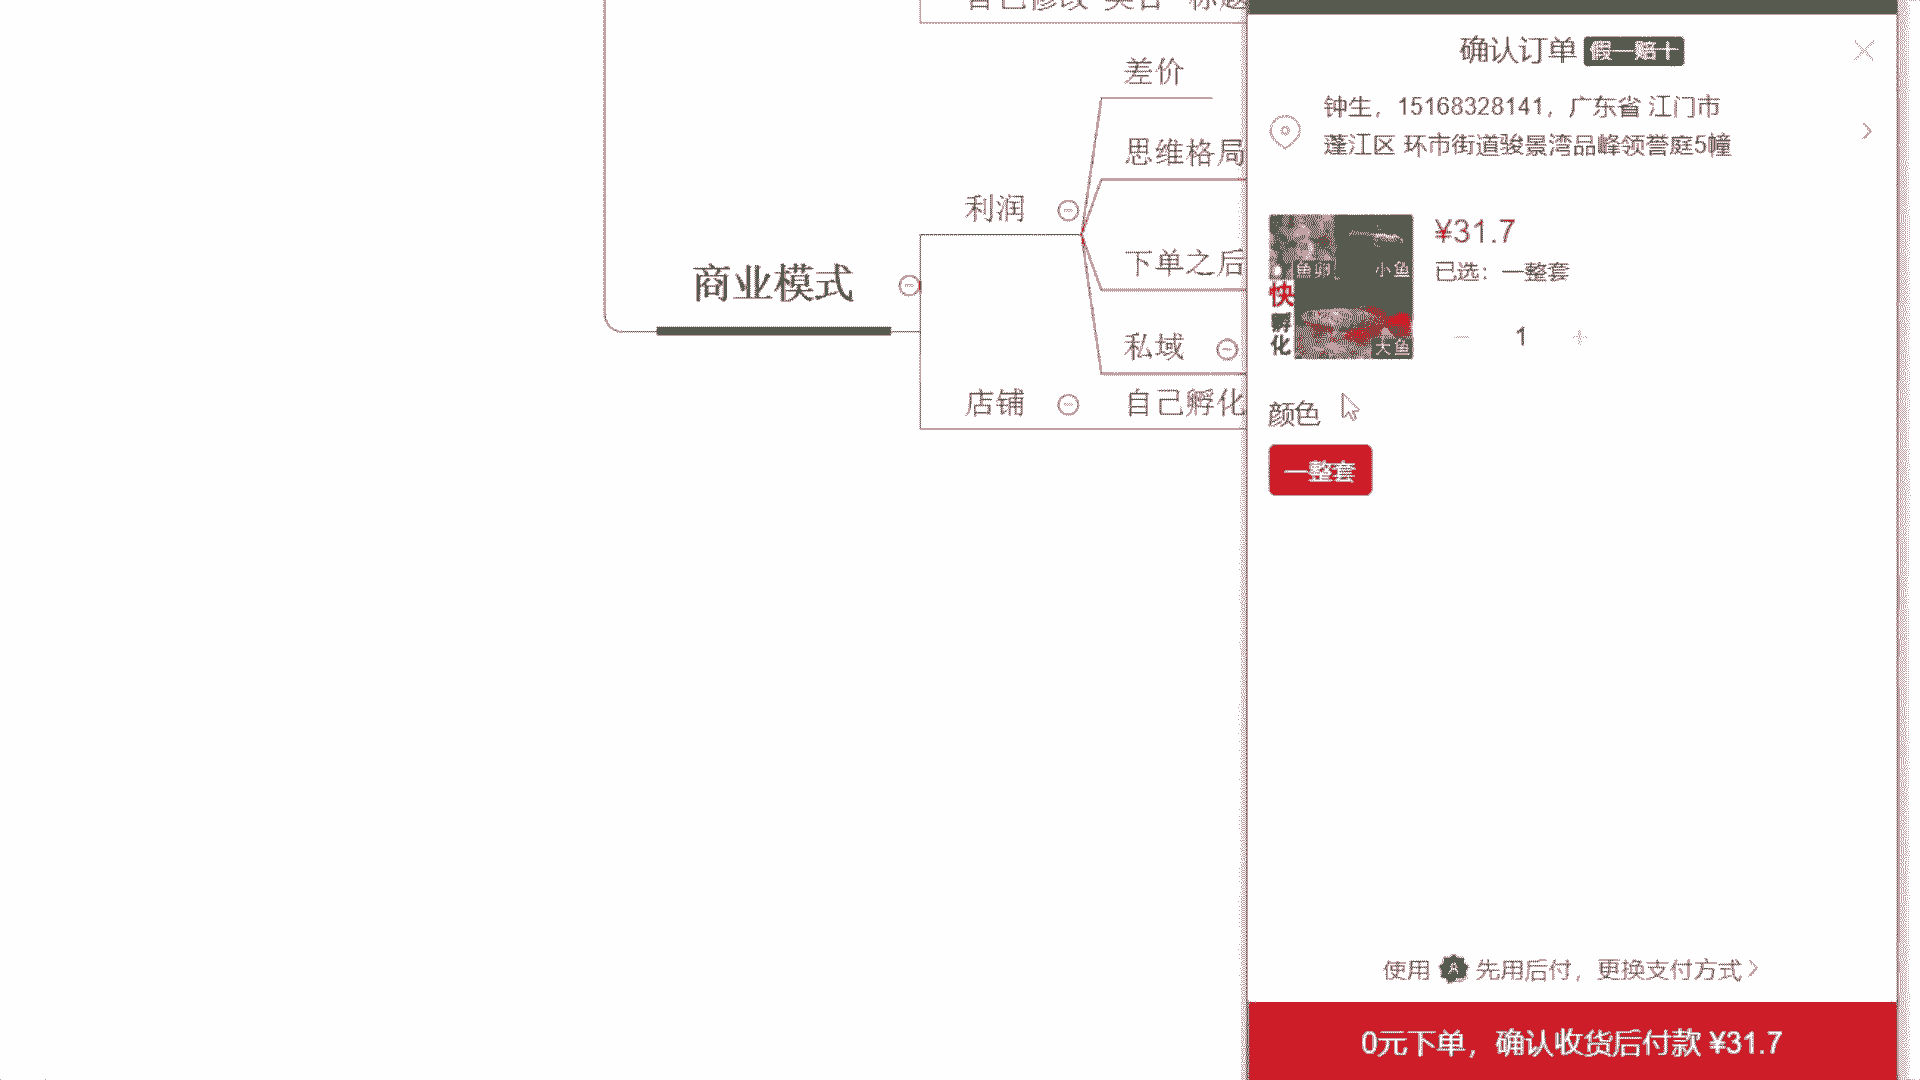 差价
思维格局
利润
下单之后
商业模式
私域
店铺
自己孵化
确认订单 假一赔十
钟生，15168328141，广东省 江门市
蓬江区 环市街道骏景湾品峰领誉庭5幢
¥31.7
已选：一整套
鱼卵
小鱼
快
孵
化
大鱼
1
颜色
一整套
使用 先用后付，更换支付方式
0元下单，确认收货后付款 ¥31.7